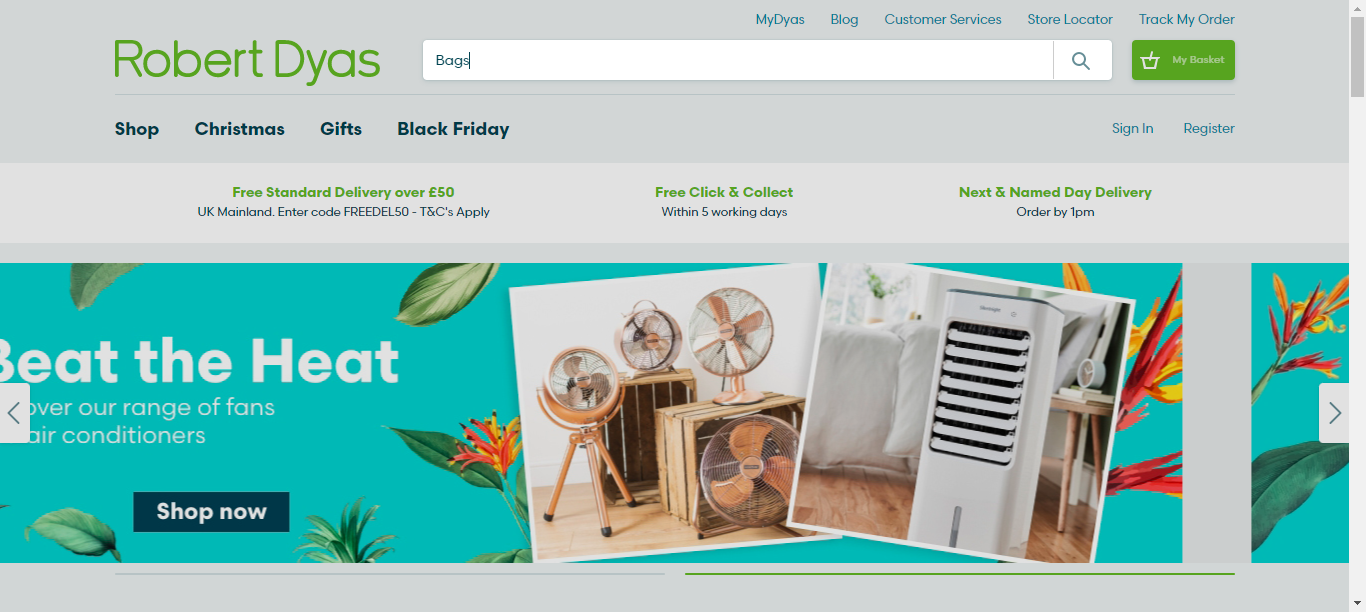 MyDyas Blog Customer Services Store Locator Track My Order
Robert Dyas
Bags
My Basket
Shop Christmas Gifts Black Friday
Sign In Register
Free Standard Delivery over £50
UK Mainland. Enter code FREEDEL50 - T&C's Apply
Free Click & Collect
Within 5 working days
Next & Named Day Delivery
Order by 1pm
Beat the Heat
over our range of fans
air conditioners
Shop now